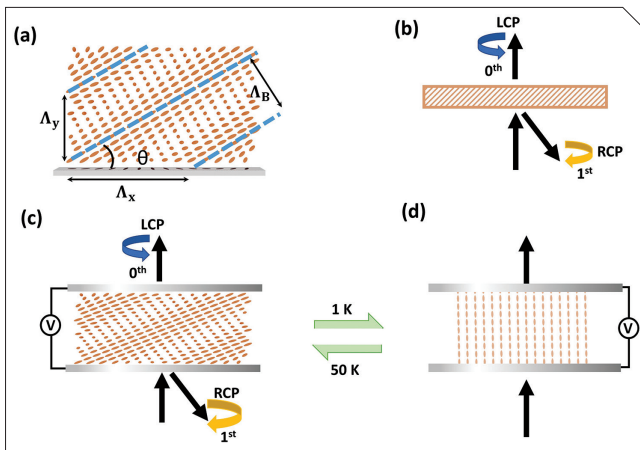 (a)
Λy
θ
Λx
ΛB
(b)
LCP
0th
RCP
1st
(c)
LCP
0th
V
RCP
1st
1 K
50 K
(d)
V